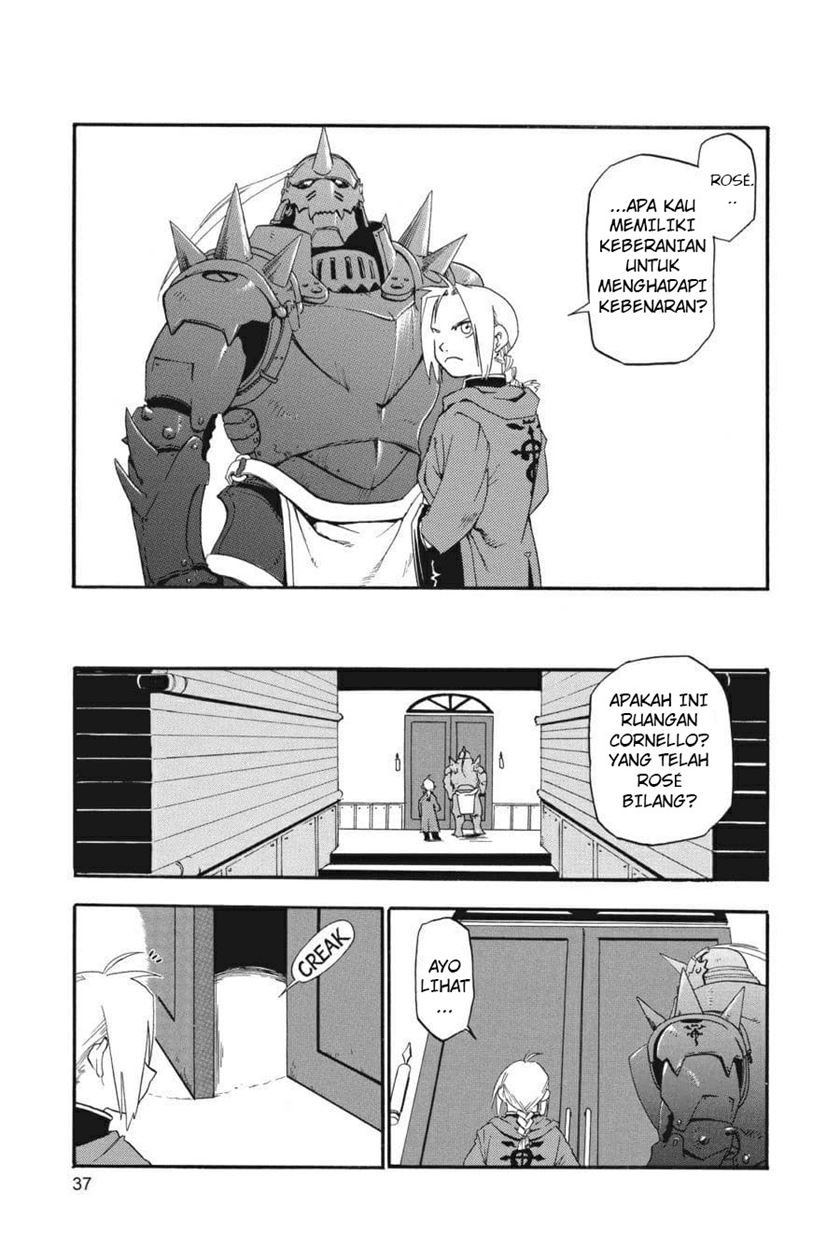 ROSÉ.
..
...APA KAU
MEMILIKI
KEBERANIAN
UNTUK
MENGHADAPI
KEBENARAN?
APAKAH INI
RUANGAN
CORNELLO?
YANG TELAH
ROSÉ
BILANG?
AYO
LIHAT
...
CREAK
37